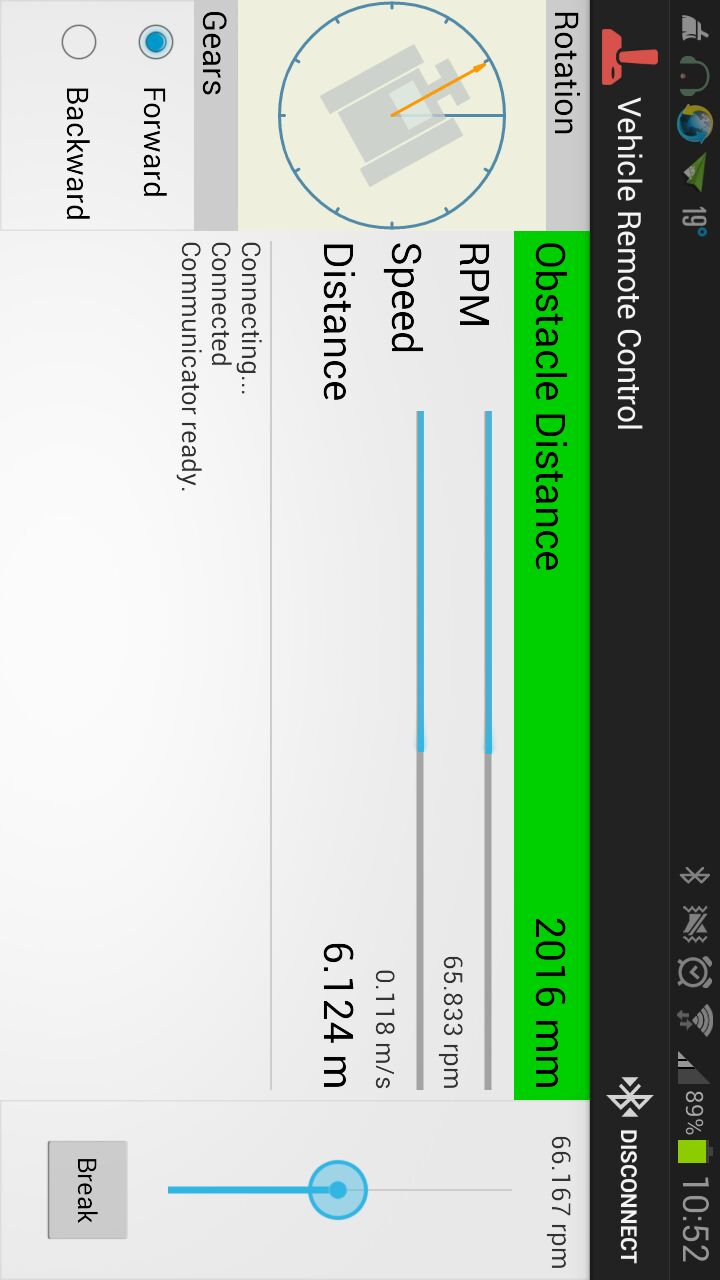 19°
89%
10:52
Vehicle Remote Control
DISCONNECT
Rotation
Obstacle Distance 2016 mm
66.167 rpm
RPM
65.833 rpm
Speed
0.118 m/s
Distance 6.124 m
Gears
Forward
Backward
Connecting...
Connected
Communicator ready.
Break